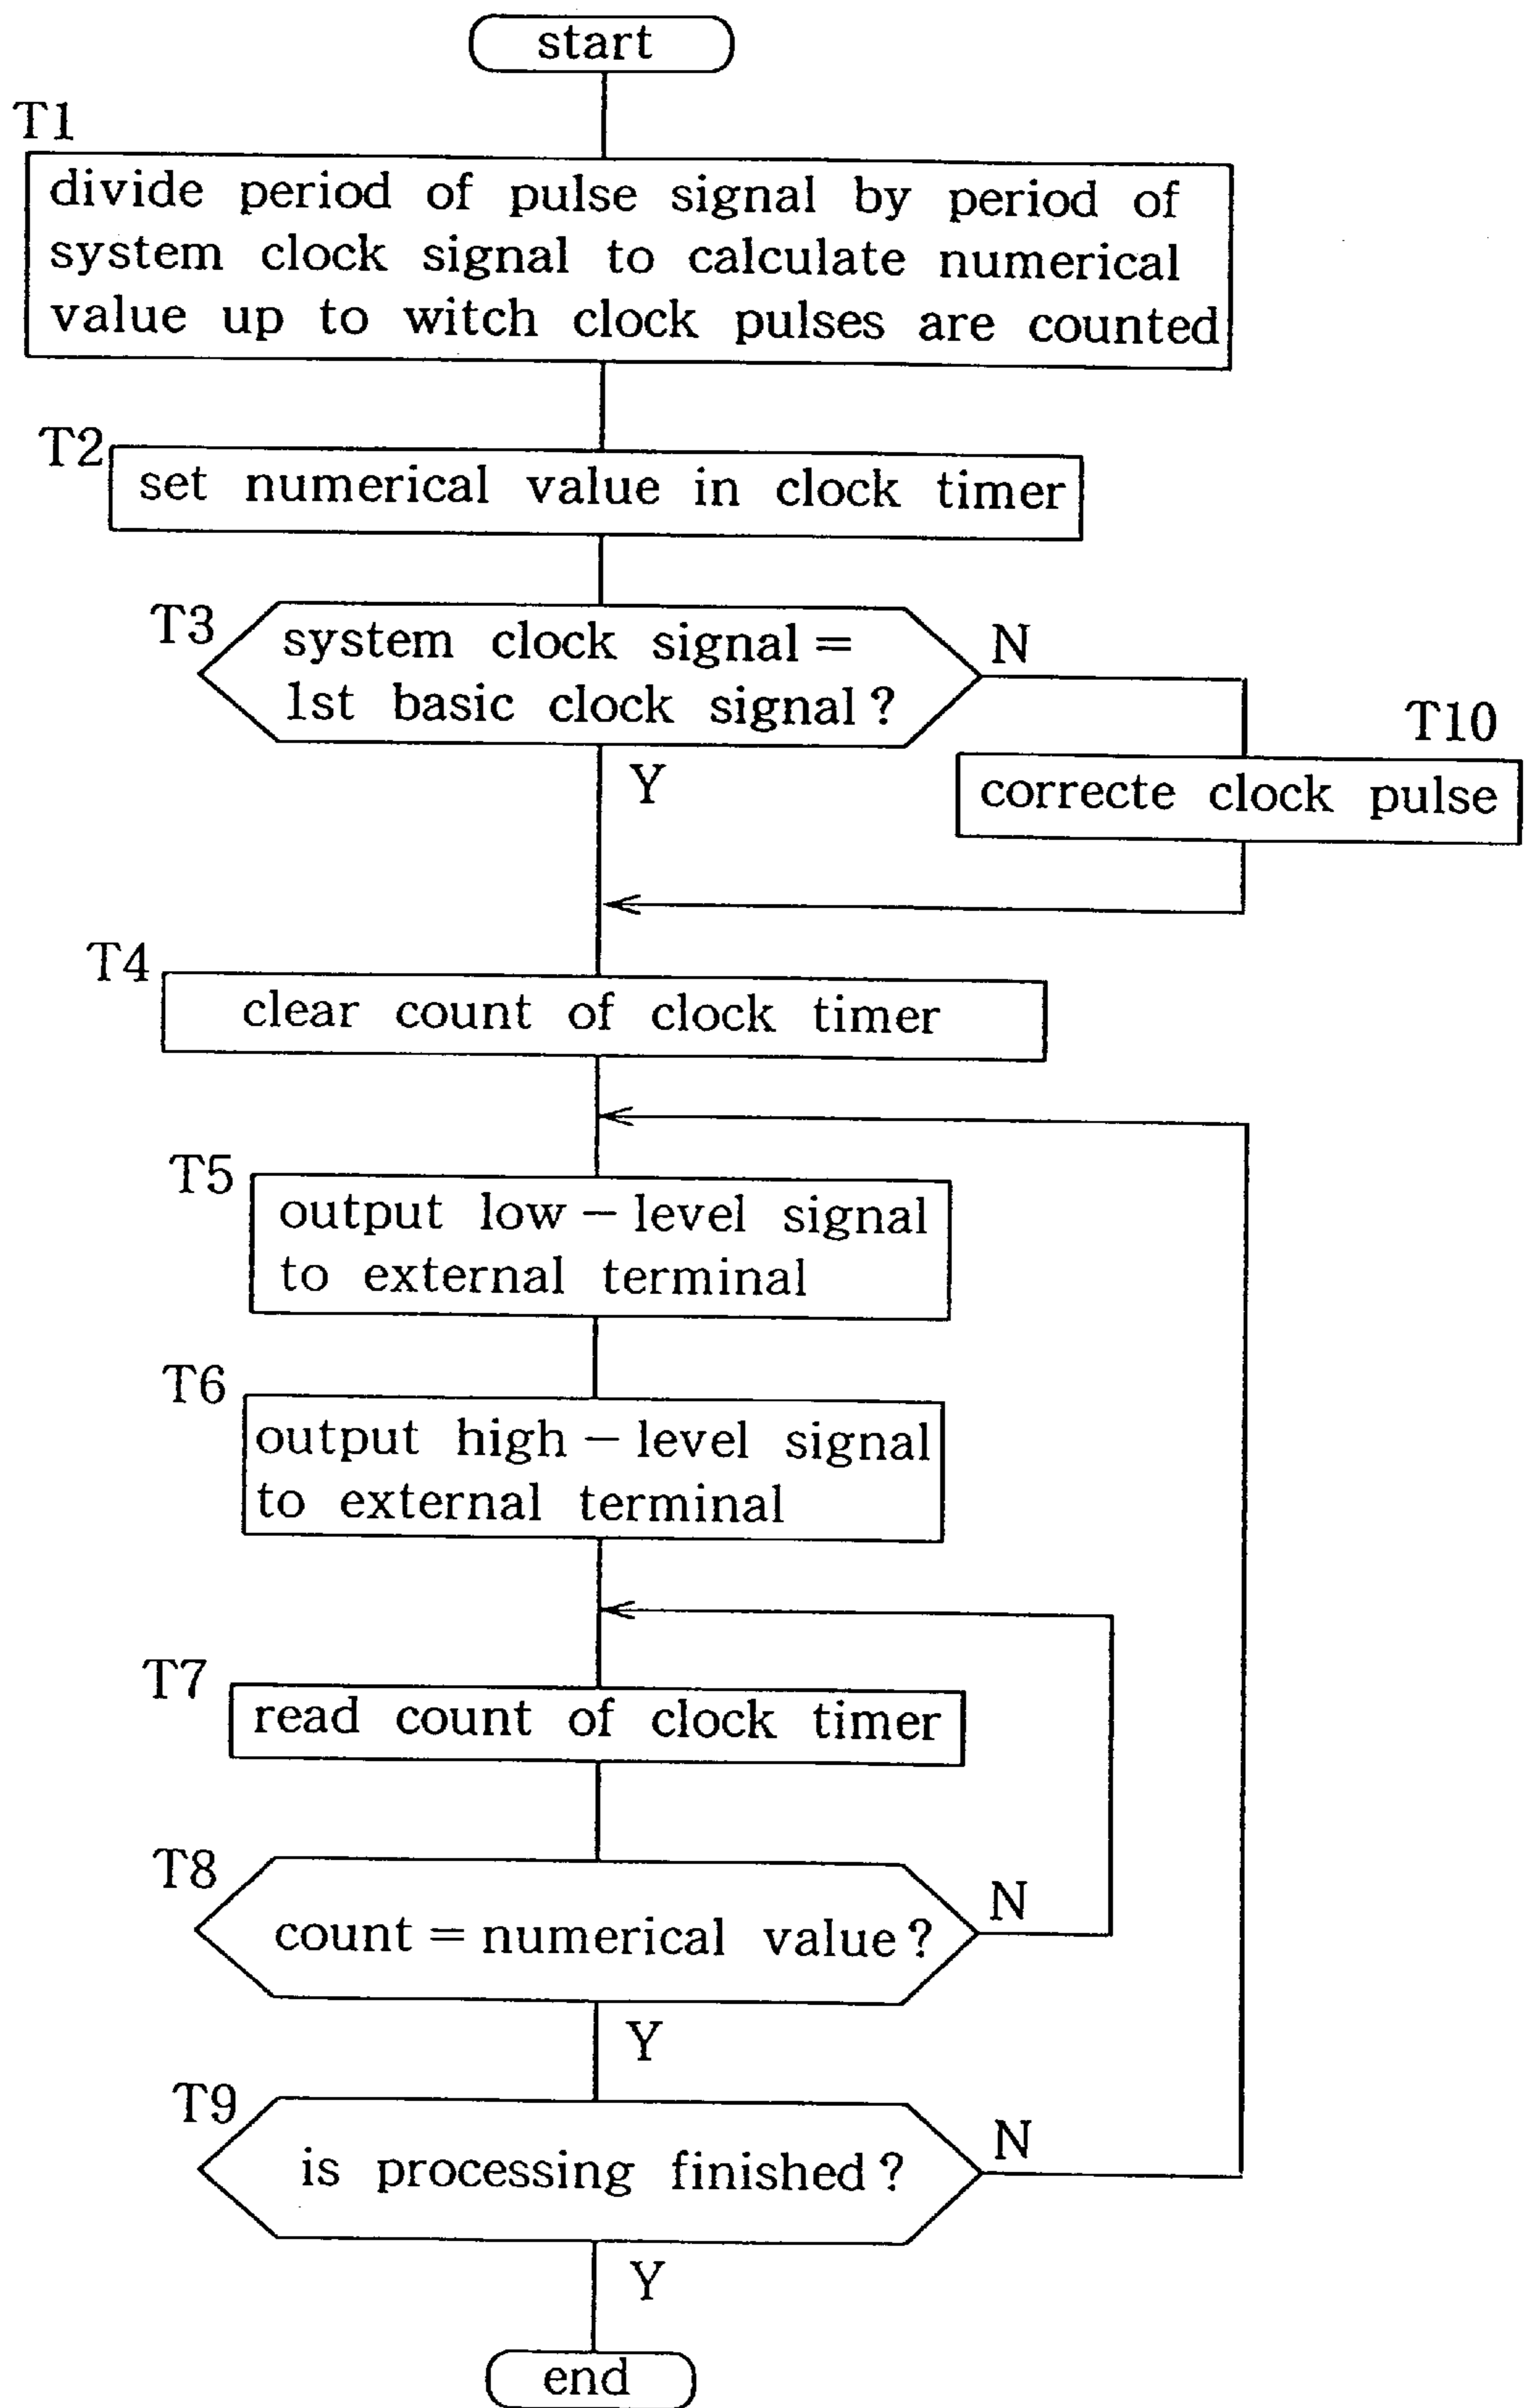 start
T1
divide period of pulse signal by period of
system clock signal to calculate numerical
value up to witch clock pulses are counted
T2
set numerical value in clock timer
T3
system clock signal =
1st basic clock signal ?
N
Y
T10
correcte clock pulse
T4
clear count of clock timer
T5
output low – level signal
to external terminal
T6
output high – level signal
to external terminal
T7
read count of clock timer
T8
count = numerical value ?
N
Y
T9
is processing finished ?
N
Y
end